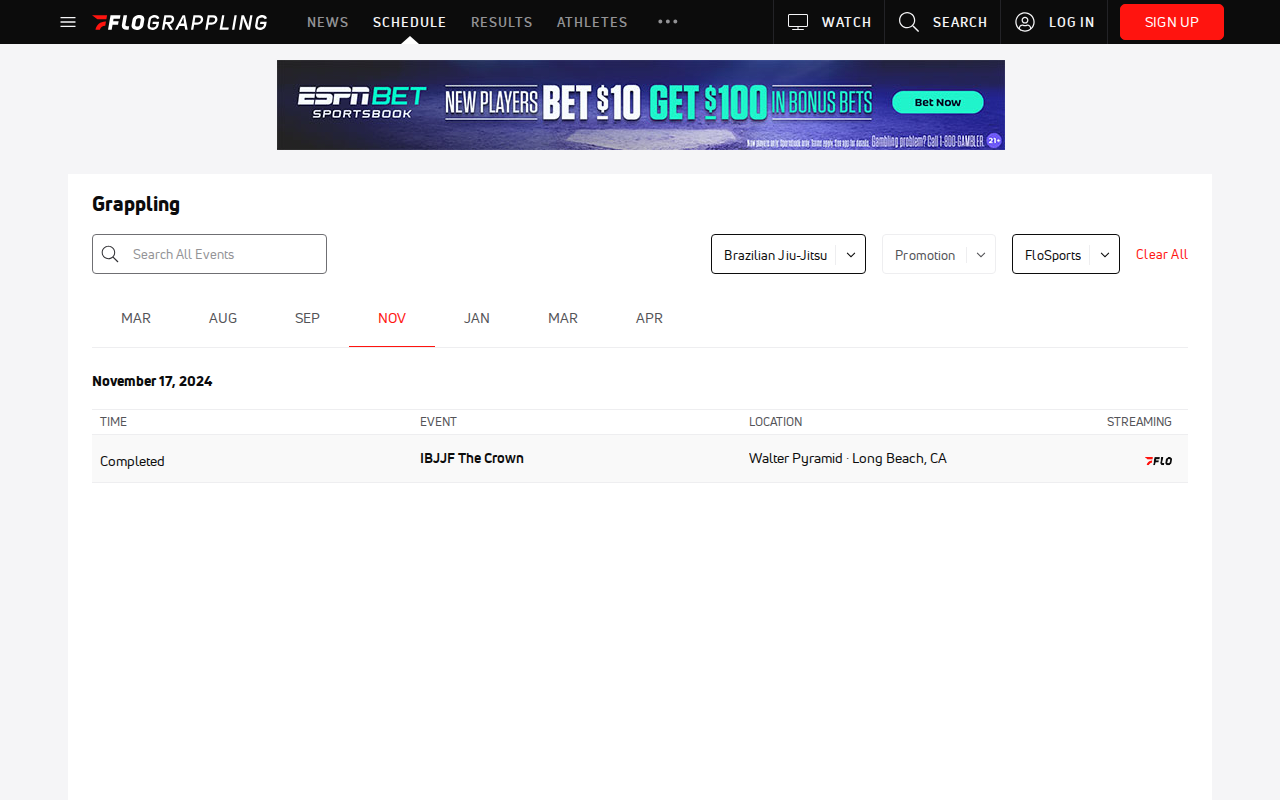 FLOGRAPPLING NEWS SCHEDULE RESULTS ATHLETES WATCH SEARCH LOG IN SIGN UP
ESPN BET SPORTSBOOK NEW PLAYERS BET $10 GET $100 IN BONUS BETS Bet Now
Gambling problem? Call 1-800-GAMBLER. 21+
Grappling
Search All Events Brazilian Jiu-Jitsu Promotion FloSports Clear All
MAR AUG SEP NOV JAN MAR APR
November 17, 2024
TIME EVENT LOCATION STREAMING
Completed IBJJF The Crown Walter Pyramid · Long Beach, CA FLO